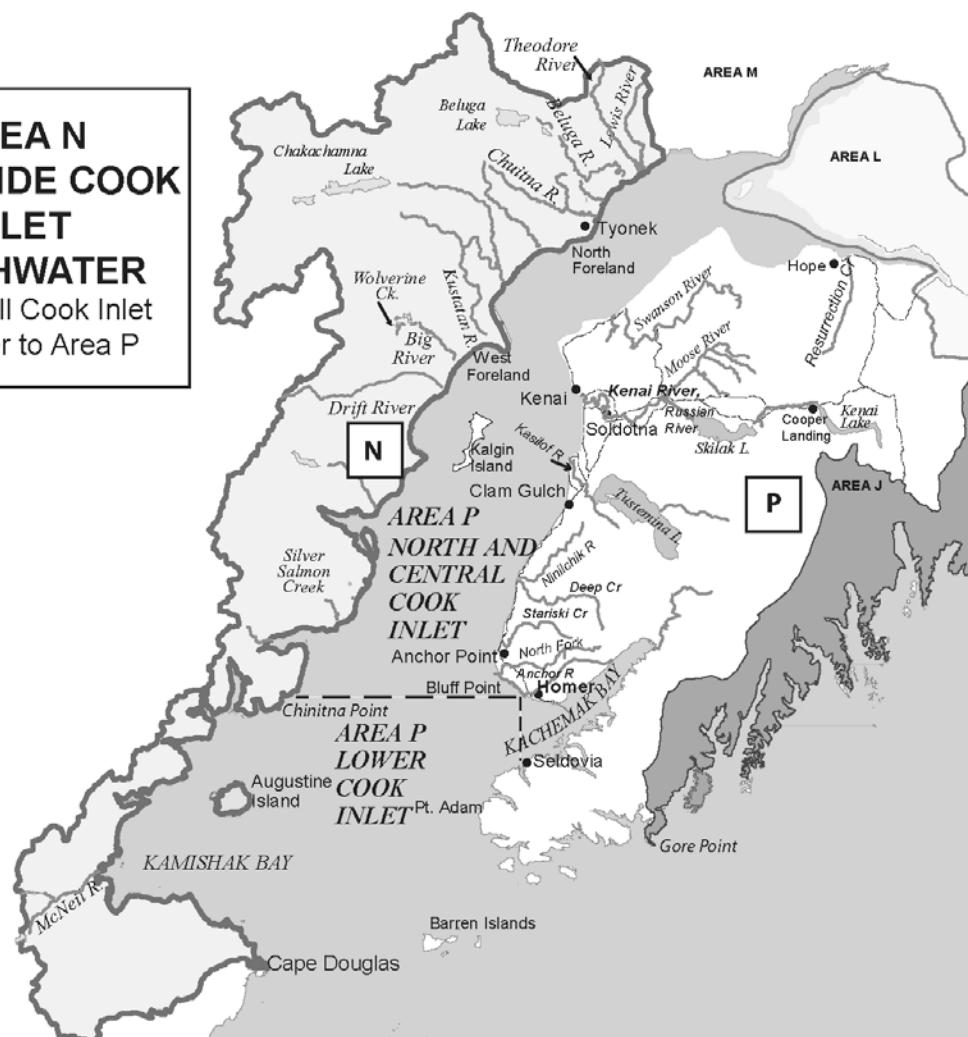 EA N
IDE COOK
LET
HWATER
ll Cook Inlet
r to Area P
Theodore
River
AREA M
Beluga
Lake
Beluga R.
Lewis River
AREA L
Chakachamna
Lake
Chuitna R.
Tyonek
North
Foreland
Hope
Resurrection C
Wolverine
Ck.
Kustatan R.
Big
River
Swanson River
Moose River
West
Foreland
Kenai
Kenai River,
Drift River
Soldotna
Russian
River
Cooper
Landing
Kenai
Lake
Skilak L.
N
Kalgin
Island
Kasilof R.
Clam Gulch
Tustemina L.
P
AREA J
AREA P
NORTH AND
CENTRAL
COOK
INLET
Silver
Salmon
Creek
Ninilchik R
Deep Cr
Stariski Cr
Anchor Point
North Fork
Anchor R
Bluff Point
Homer
KACHEMAK BAY
Chinitna Point
AREA P
LOWER
COOK
INLET
Seldovia
Augustine
Island
Pt. Adam
Gore Point
KAMISHAK BAY
McNeil R.
Barren Islands
Cape Douglas